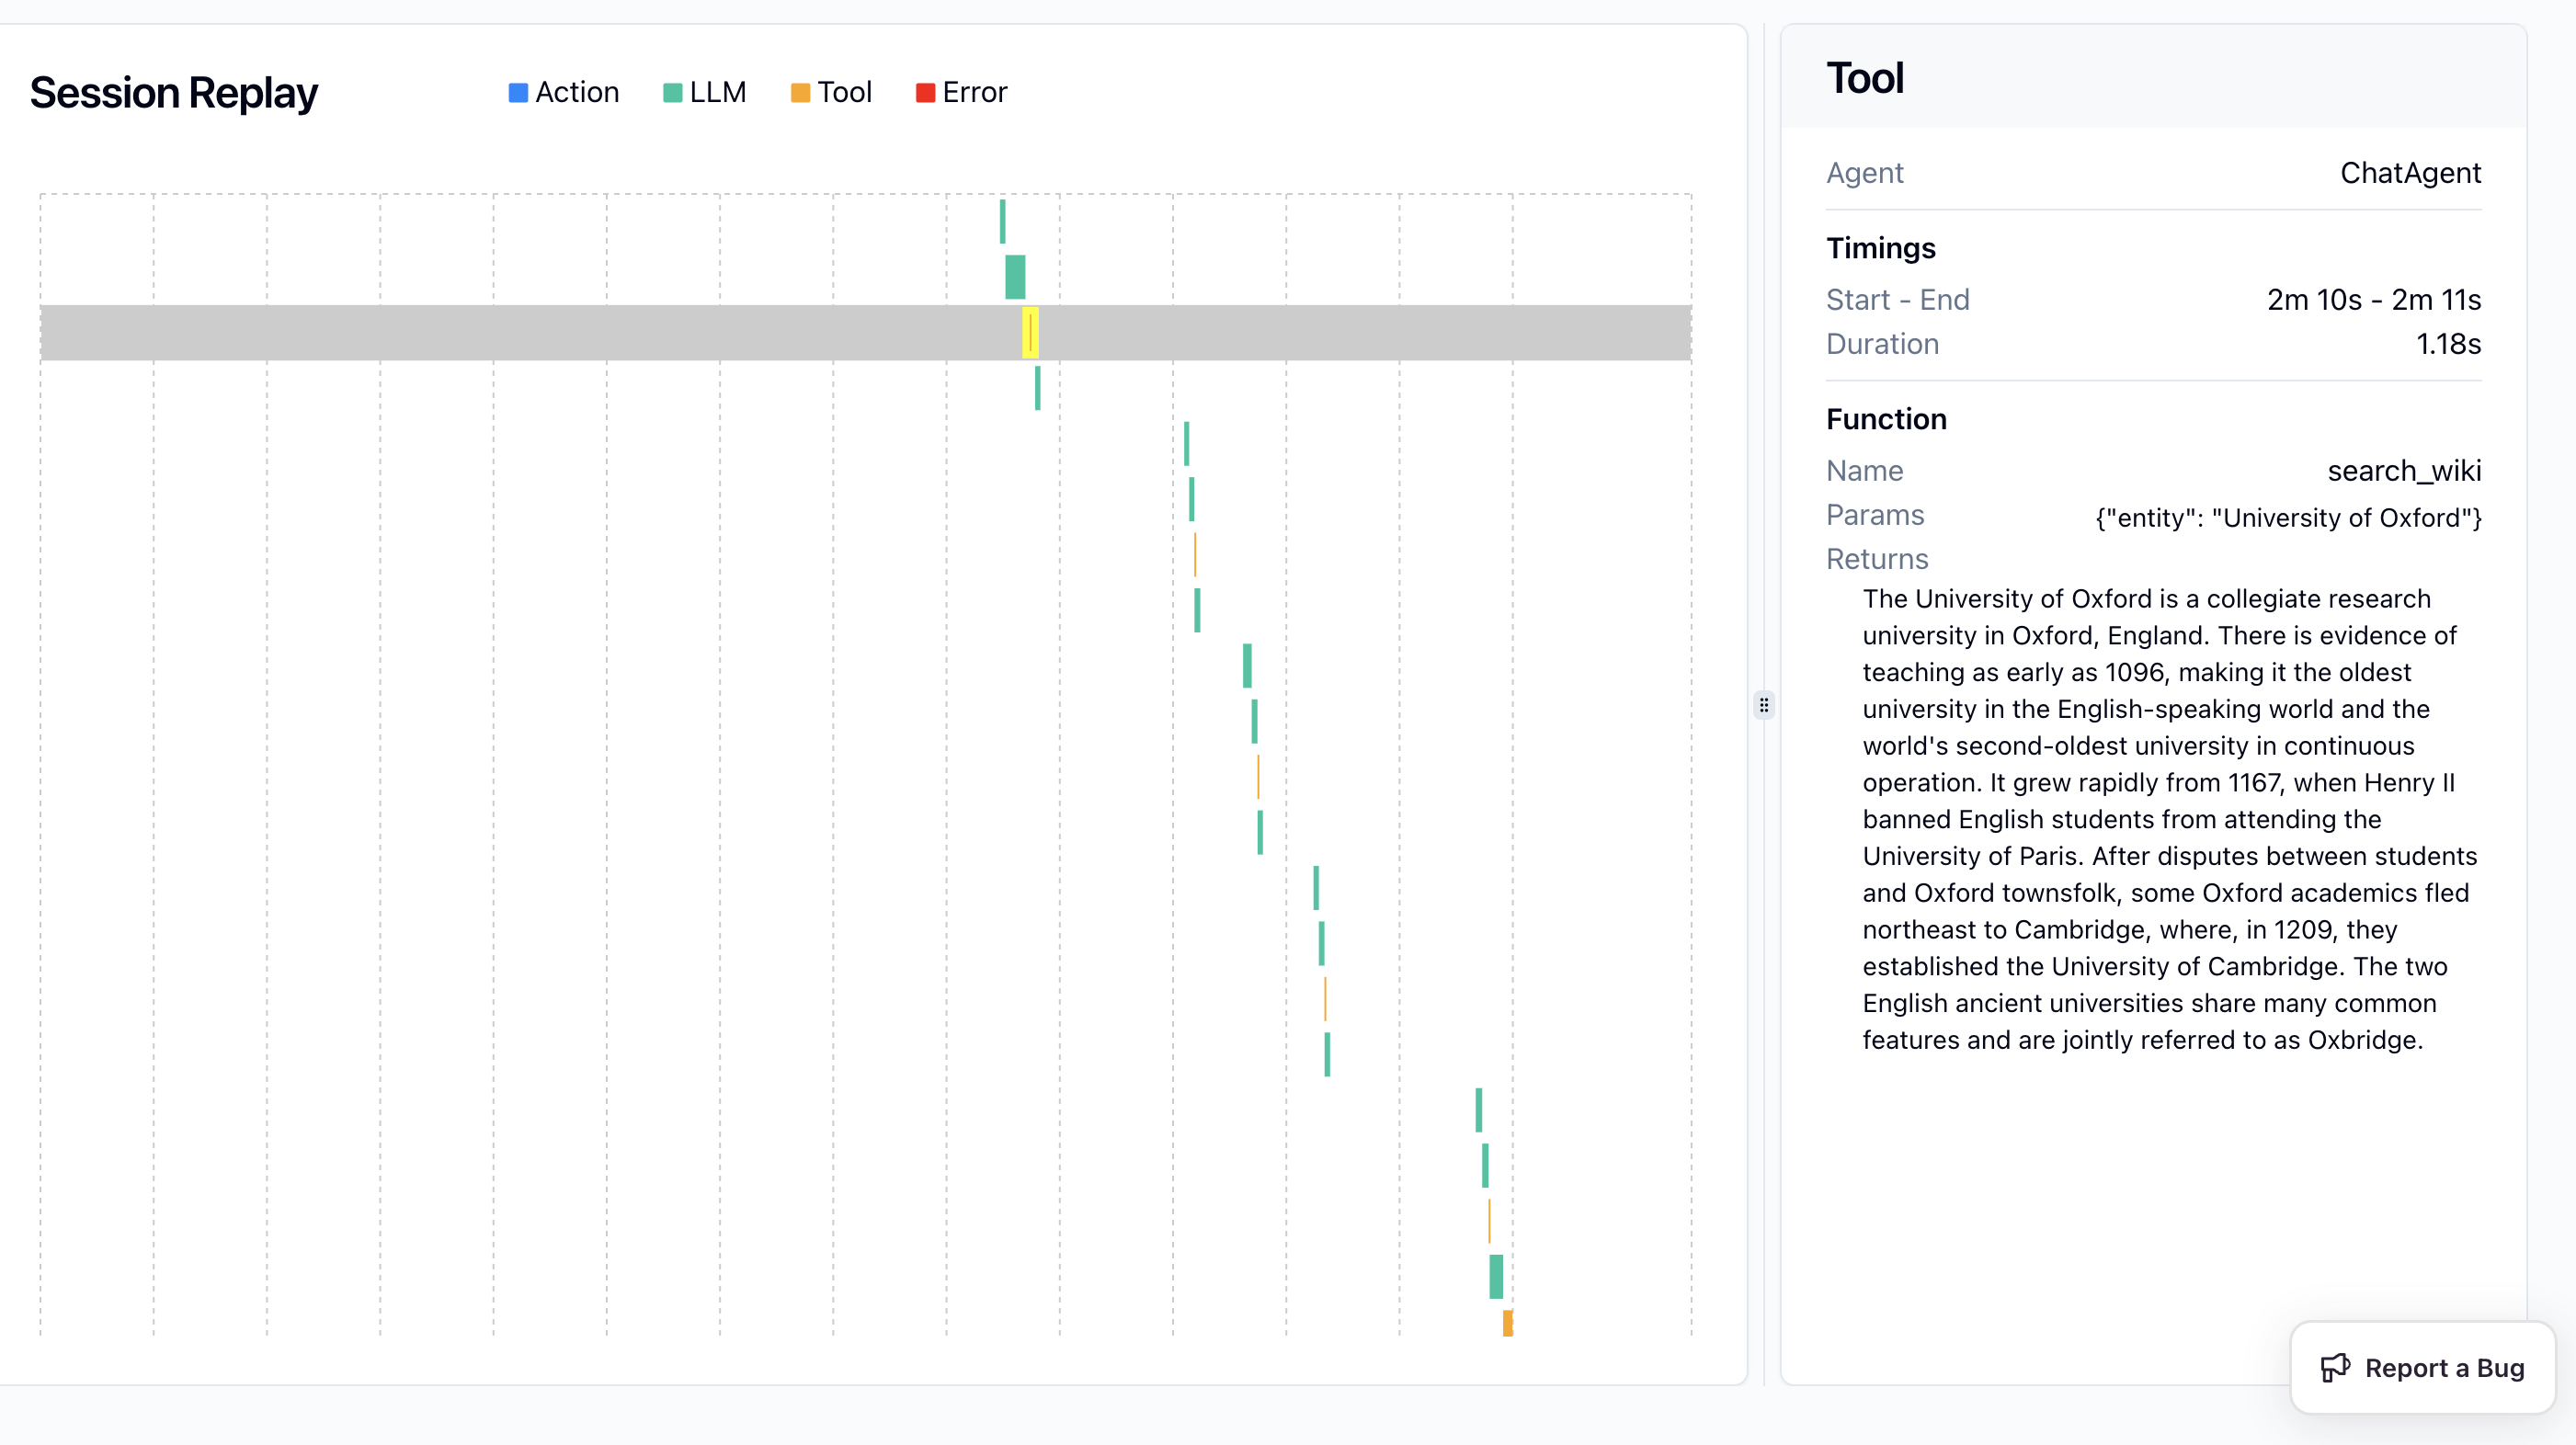 Session Replay
Action
LLM
Tool
Error
Tool
Agent ChatAgent
Timings
Start - End 2m 10s - 2m 11s
Duration 1.18s
Function
Name search_wiki
Params {"entity": "University of Oxford"}
Returns
The University of Oxford is a collegiate research
university in Oxford, England. There is evidence of
teaching as early as 1096, making it the oldest
university in the English-speaking world and the
world's second-oldest university in continuous
operation. It grew rapidly from 1167, when Henry II
banned English students from attending the
University of Paris. After disputes between students
and Oxford townsfolk, some Oxford academics fled
northeast to Cambridge, where, in 1209, they
established the University of Cambridge. The two
English ancient universities share many common
features and are jointly referred to as Oxbridge.
Report a Bug